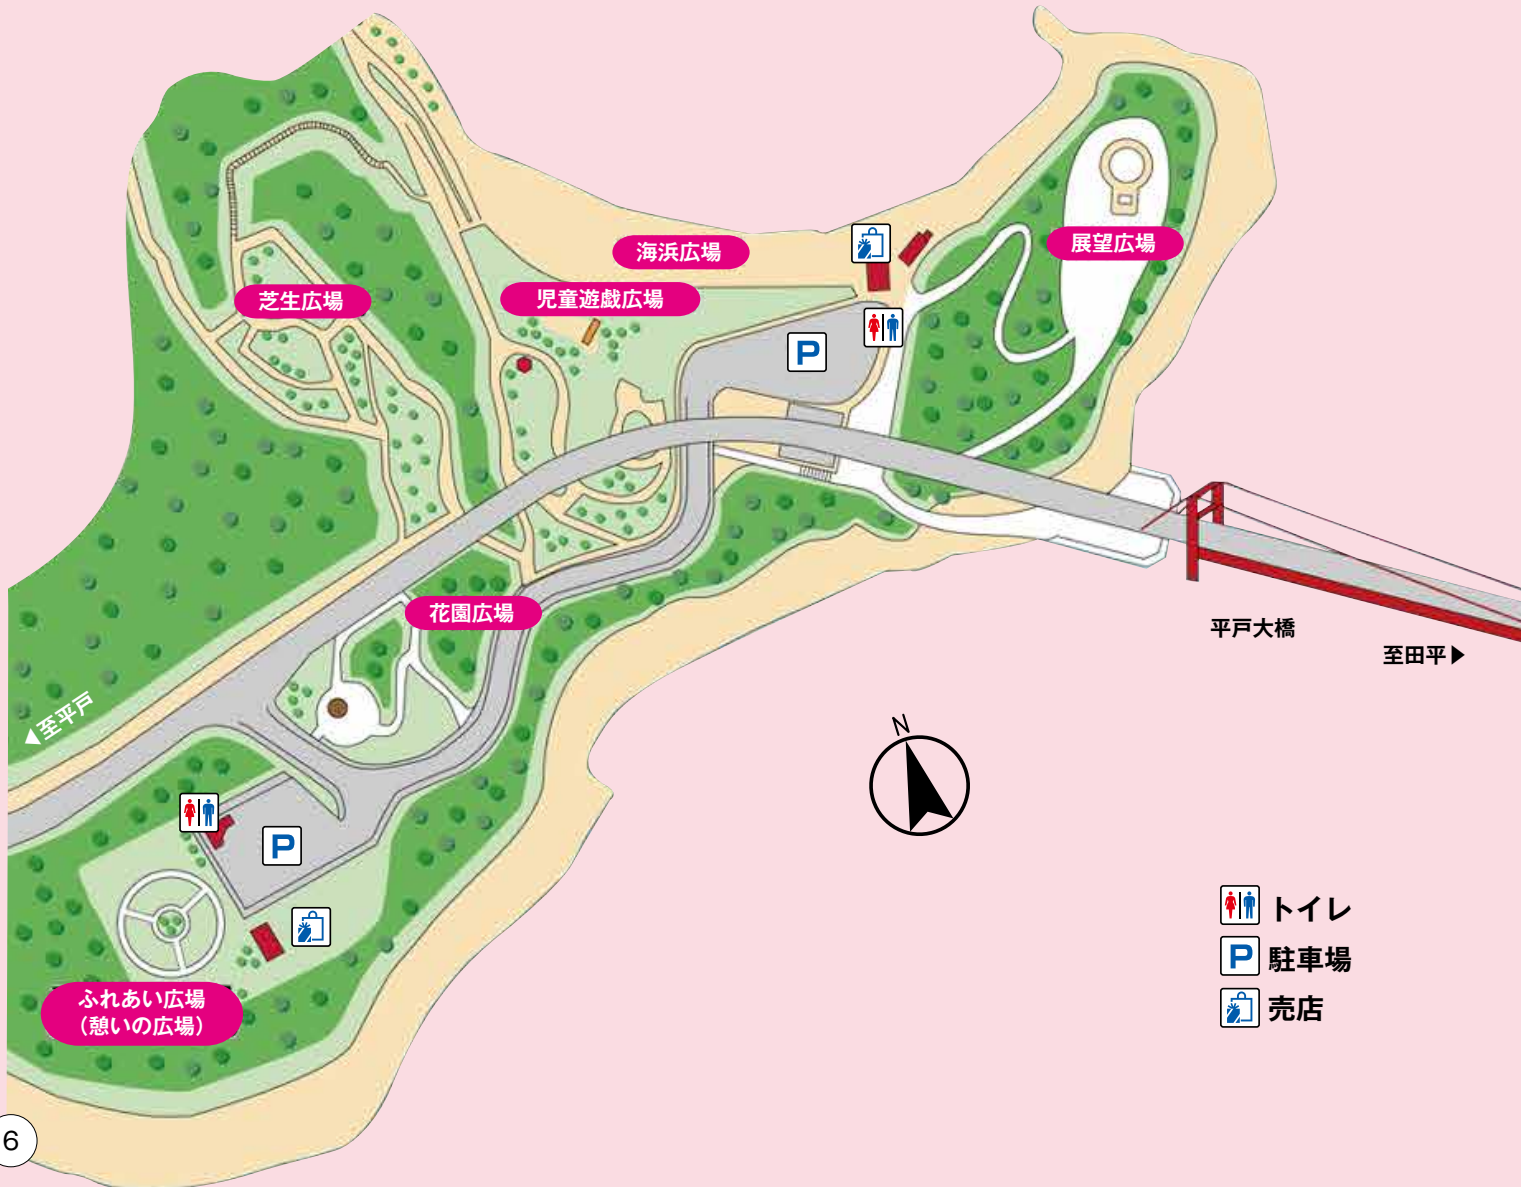 海浜広場
展望広場
芝生広場
児童遊戯広場
P
花園広場
平戸大橋
至田平▶
◀至平戸
N
P
ふれあい広場
（憩いの広場）
トイレ
P 駐車場
売店
6